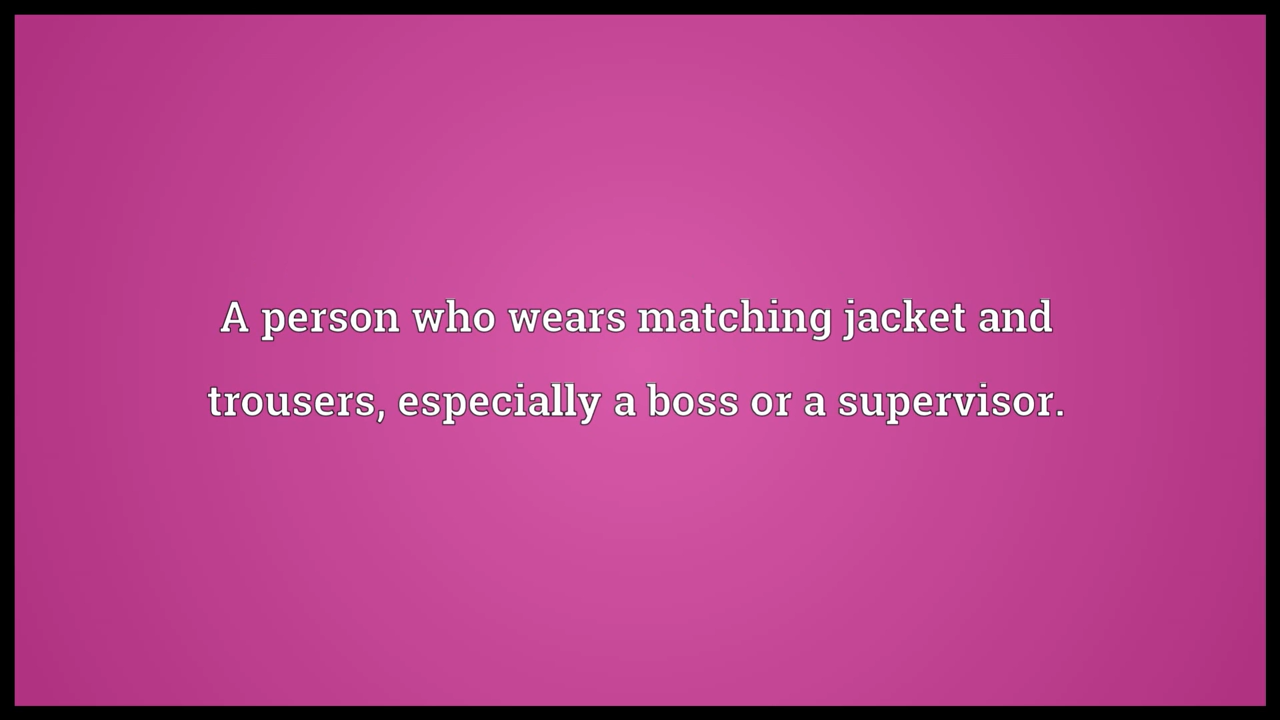 A person who wears matching jacket and
trousers, especially a boss or a supervisor.